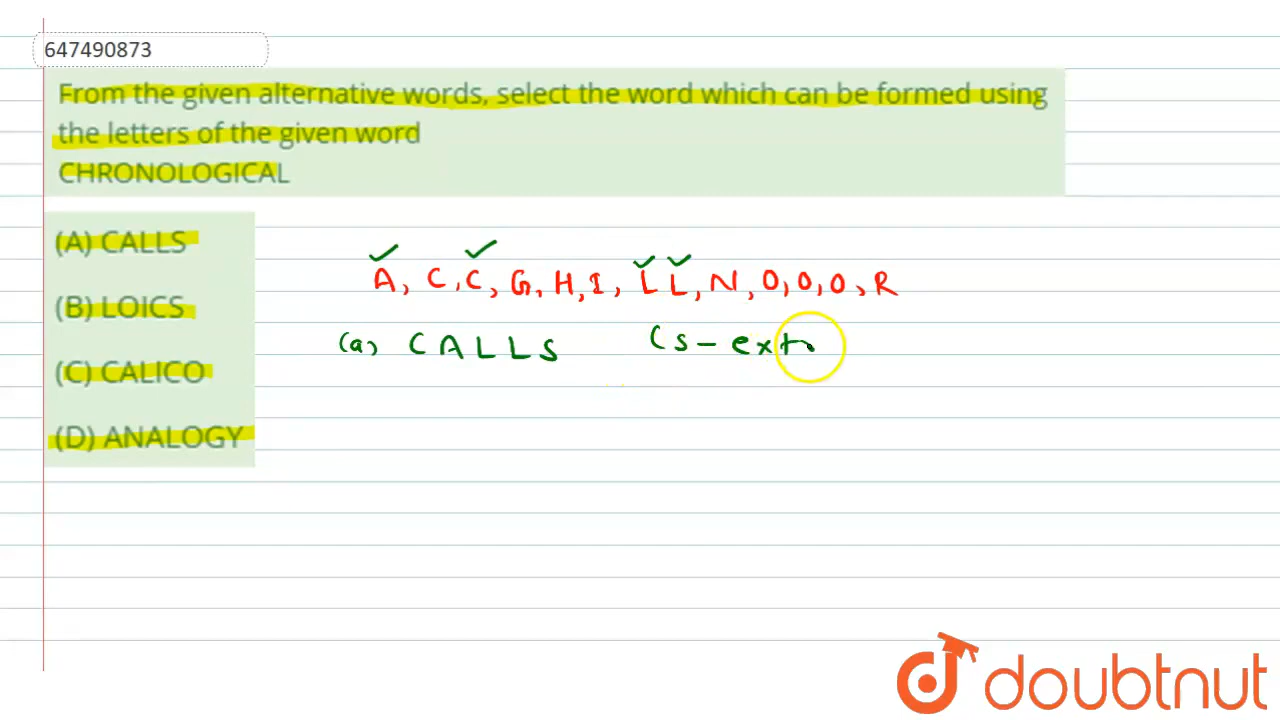 647490873
From the given alternative words, select the word which can be formed using
the letters of the given word
CHRONOLOGICAL
(A) CALLS
(B) LOICS
(C) CALICO
(D) ANALOGY
A, C, C, G, H, I, L L, N, O, O, O, R
(a) C A L L S (S - extr
doubtnut